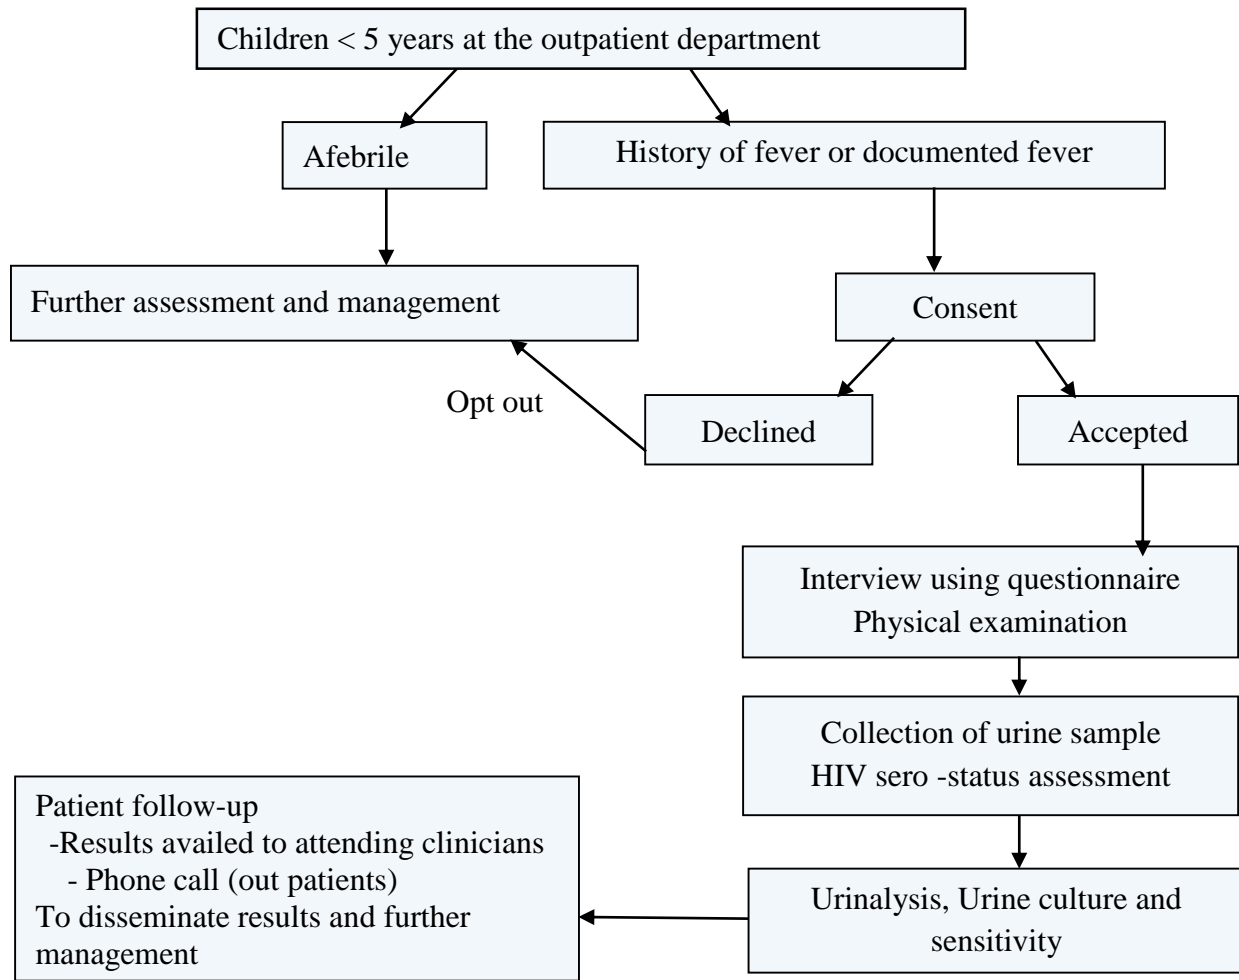 Children < 5 years at the outpatient department
Afebrile
History of fever or documented fever
Further assessment and management
Consent
Opt out
Declined
Accepted
Interview using questionnaire
Physical examination
Collection of urine sample
HIV sero -status assessment
Urinalysis, Urine culture and
sensitivity
Patient follow-up
-Results availed to attending clinicians
- Phone call (out patients)
To disseminate results and further
management